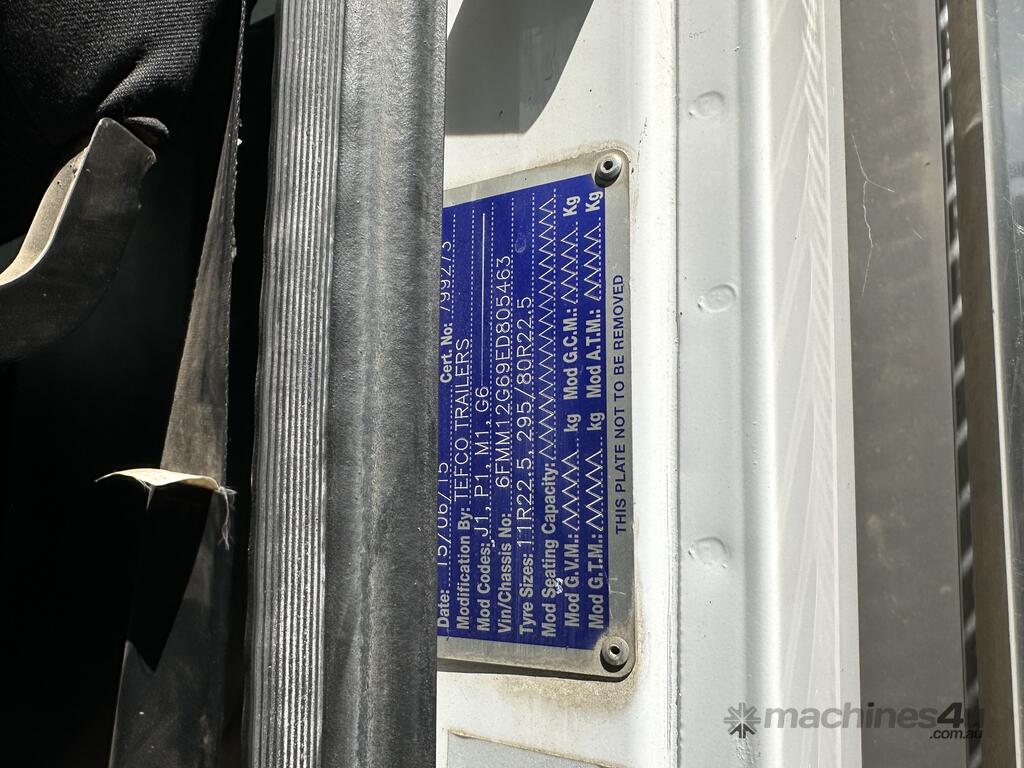 Date: 15/06/15 Cert. No: 799273
Modification By: TEFCO TRAILERS
Mod Codes: J1, P1, M1, G6
Vin/Chassis No: 6FMM12G69ED805463
Tyre Sizes: 11R22.5, 295/80R22.5
Mod Seating Capacity:
Mod G.V.M.: kg Mod G.C.M.: Kg
Mod G.T.M.: kg Mod A.T.M.: Kg
THIS PLATE NOT TO BE REMOVED
machines4u
.com.au